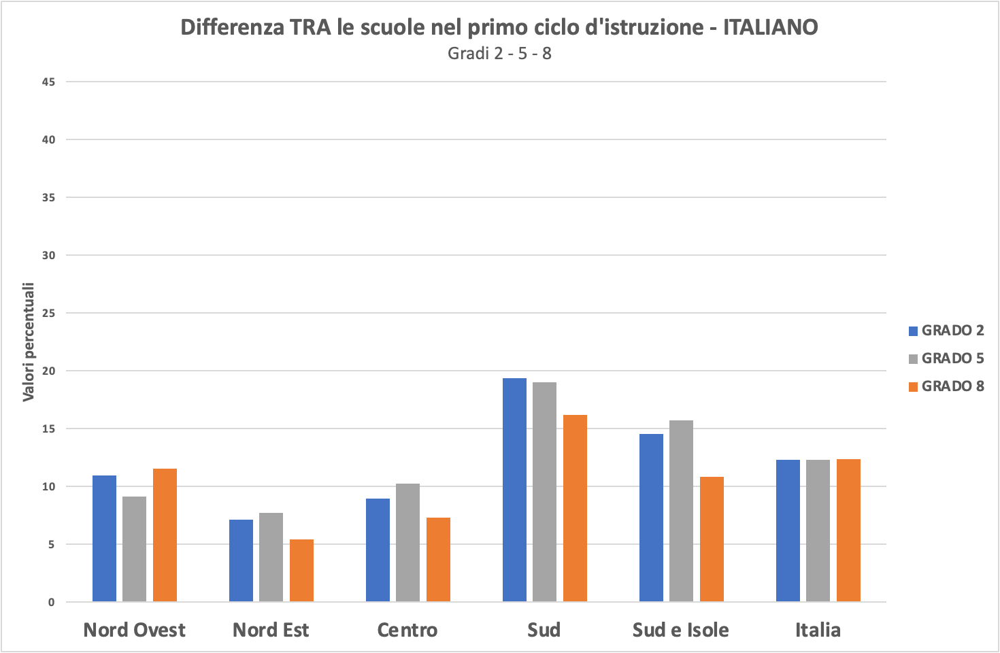 Differenza TRA le scuole nel primo ciclo d'istruzione - ITALIANO
Gradi 2 - 5 - 8
Valori percentuali
45
40
35
30
25
20
15
10
5
0
GRADO 2
GRADO 5
GRADO 8
Nord Ovest
Nord Est
Centro
Sud
Sud e Isole
Italia